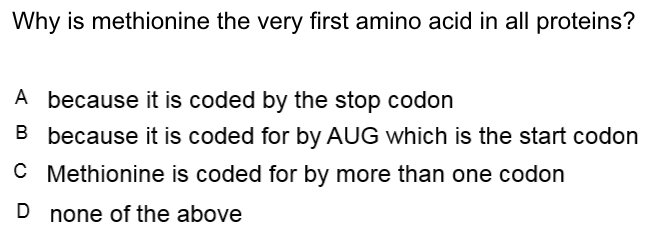 Why is methionine the very first amino acid in all proteins?
A because it is coded by the stop codon
B because it is coded for by AUG which is the start codon
C Methionine is coded for by more than one codon
D none of the above